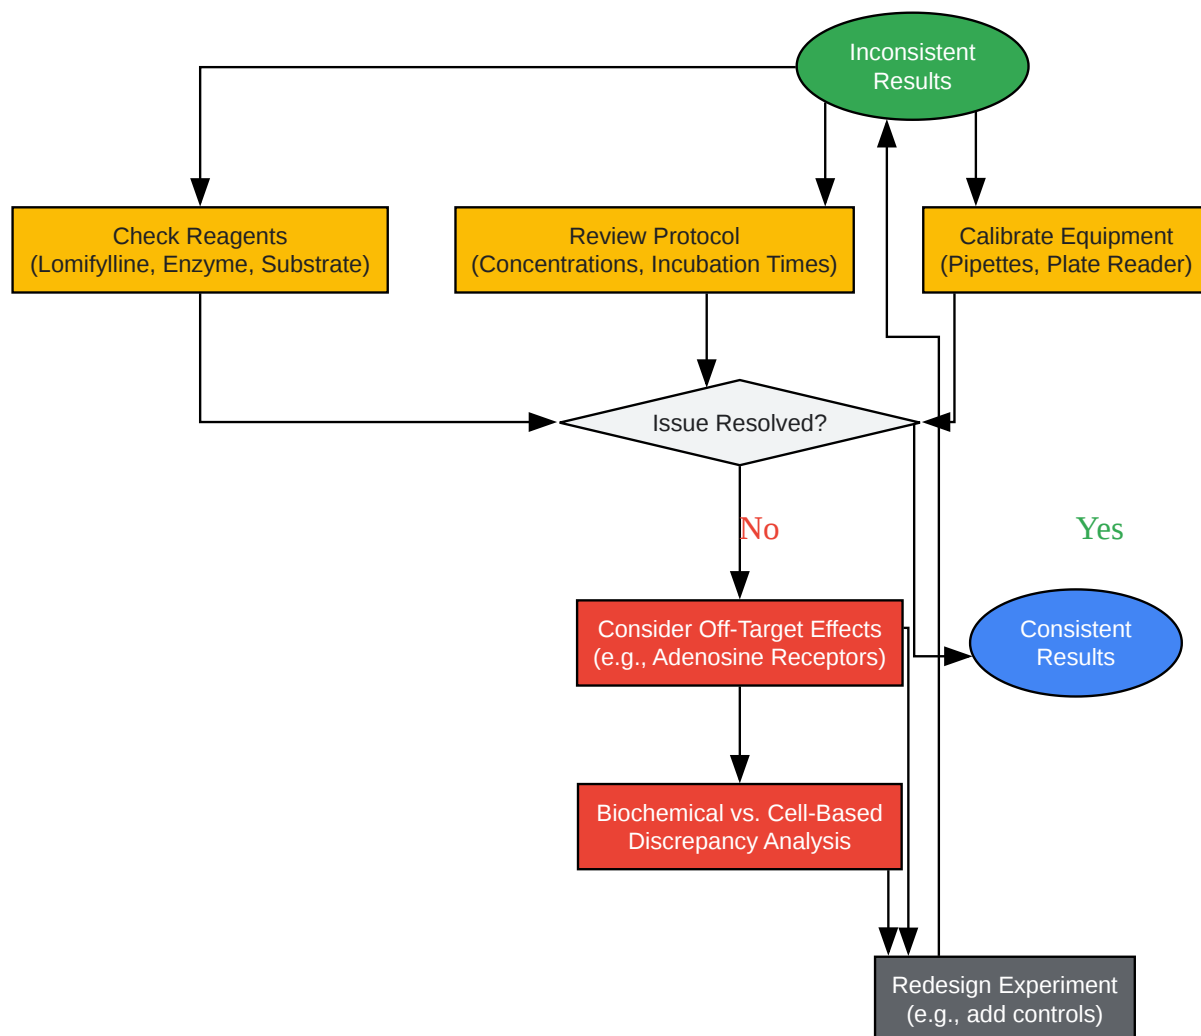 Inconsistent
Results
Check Reagents
(Lomifylline, Enzyme, Substrate)
Review Protocol
(Concentrations, Incubation Times)
Calibrate Equipment
(Pipettes, Plate Reader)
Issue Resolved?
No
Yes
Consider Off-Target Effects
(e.g., Adenosine Receptors)
Consistent
Results
Biochemical vs. Cell-Based
Discrepancy Analysis
Redesign Experiment
(e.g., add controls)